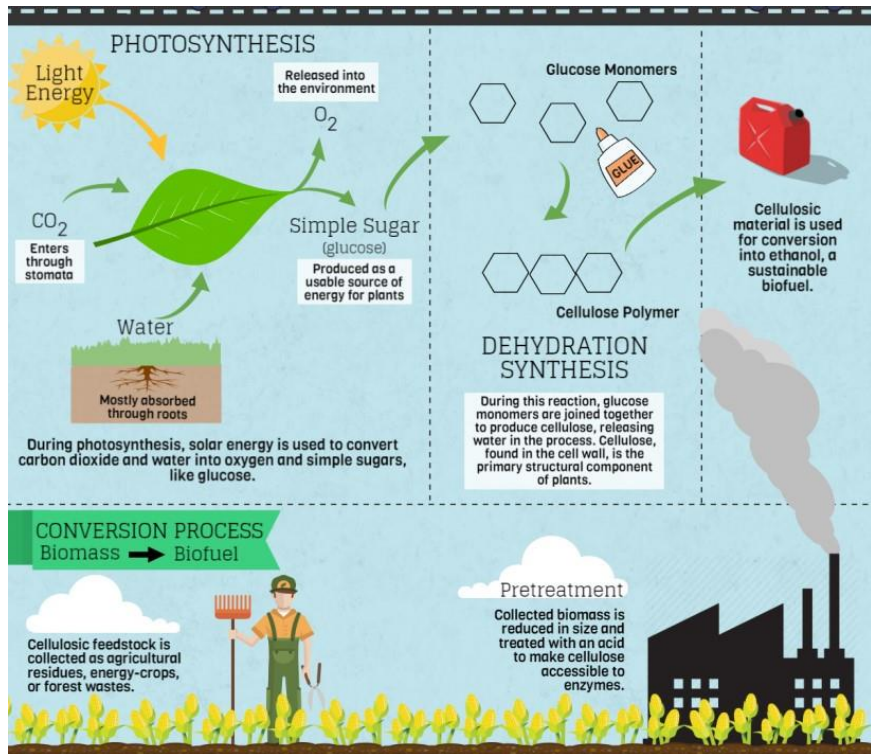 PHOTOSYNTHESIS
Light
Energy
Released into
the environment
O2
CO2
Enters
through
stomata
Simple Sugar
(glucose)
Produced as a
usable source of
energy for plants
Water
Mostly absorbed
through roots
During photosynthesis, solar energy is used to convert
carbon dioxide and water into oxygen and simple sugars,
like glucose.
Glucose Monomers
GLUE
Cellulose Polymer
DEHYDRATION
SYNTHESIS
During this reaction, glucose
monomers are joined together
to produce cellulose, releasing
water in the process. Cellulose,
found in the cell wall, is the
primary structural component
of plants.
Cellulosic
material is used
for conversion
into ethanol, a
sustainable
biofuel.
CONVERSION PROCESS
Biomass Biofuel
Cellulosic feedstock is
collected as agricultural
residues, energy-crops,
or forest wastes.
Pretreatment
Collected biomass is
reduced in size and
treated with an acid
to make cellulose
accessible to
enzymes.